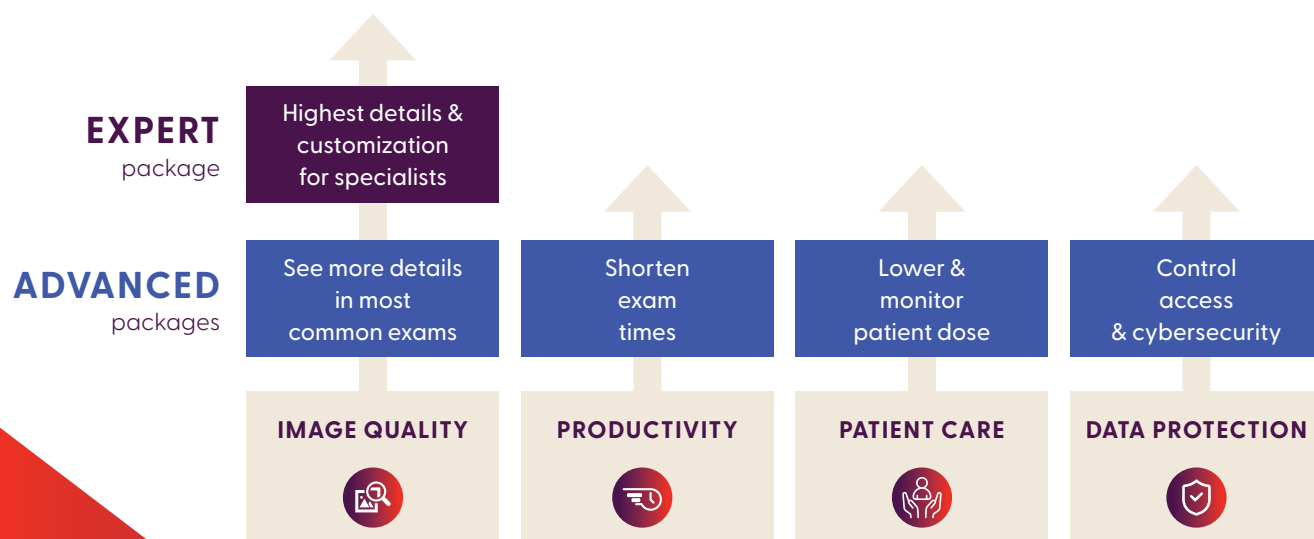 EXPERT
package
Highest details &
customization
for specialists
ADVANCED
packages
See more details
in most
common exams
Shorten
exam
times
Lower &
monitor
patient dose
Control
access
& cybersecurity
IMAGE QUALITY
PRODUCTIVITY
PATIENT CARE
DATA PROTECTION